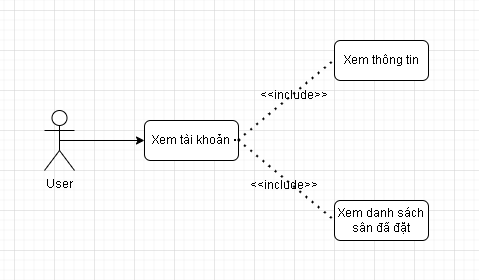 Xem thông tin
<<include>>
Xem tài khoản
User
<<include>>
Xem danh sách
sân đã đặt